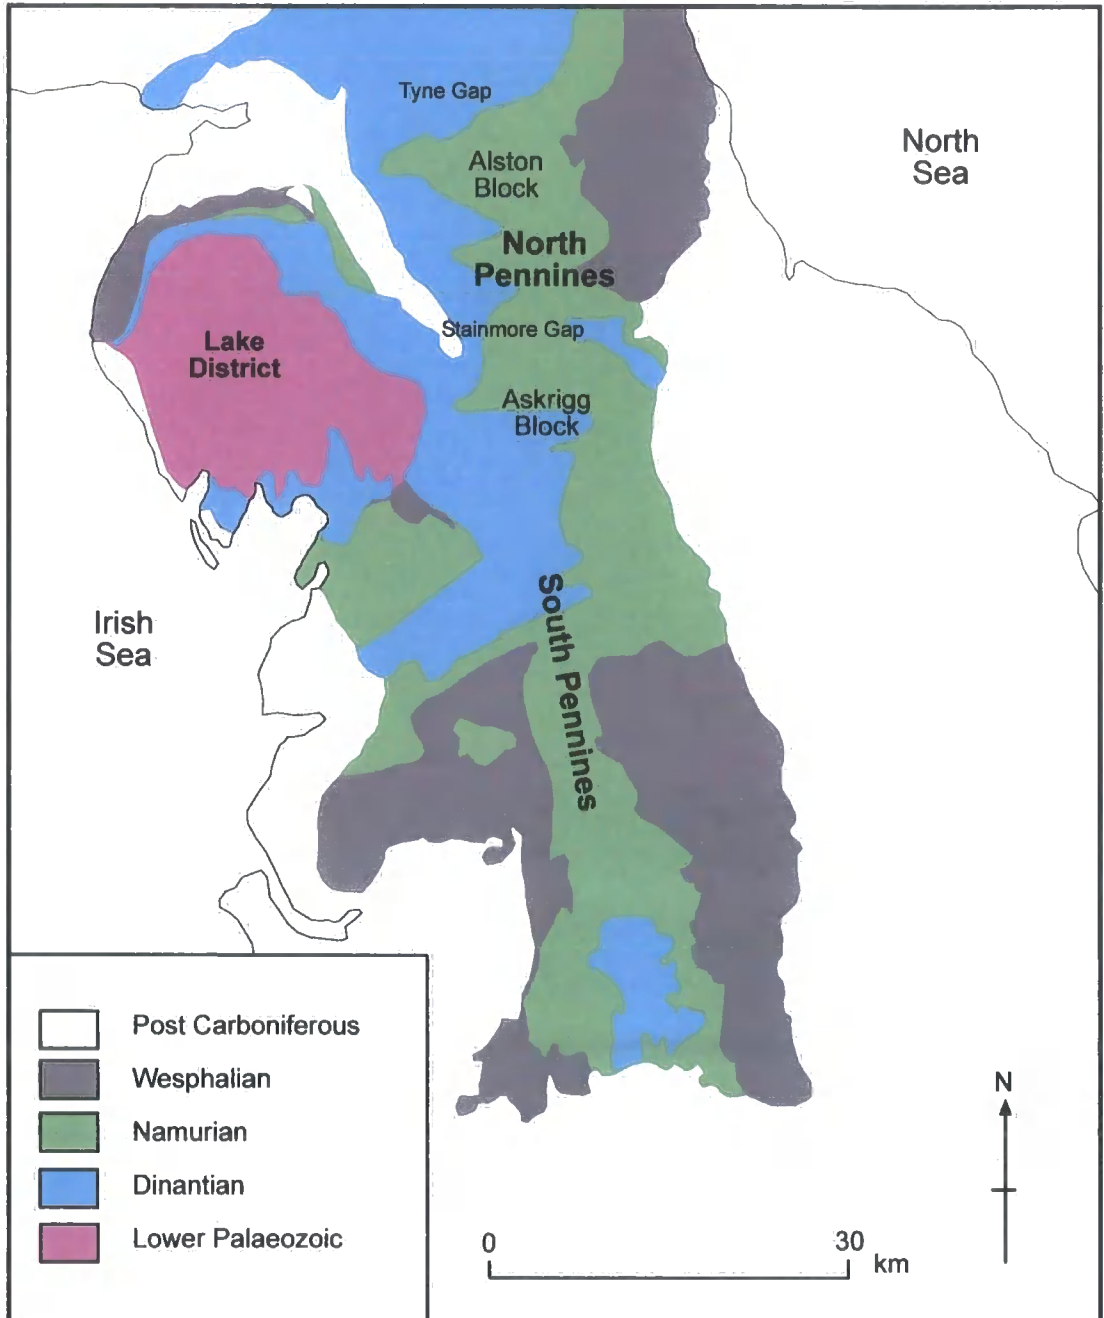 Tyne Gap
North
Sea
Alston
Block
North
Pennines
Stainmore Gap
Lake
District
Askrigg
Block
South Pennines
Irish
Sea
Post Carboniferous
Wesphalian
Namurian
Dinantian
Lower Palaeozoic
N
0 30
km